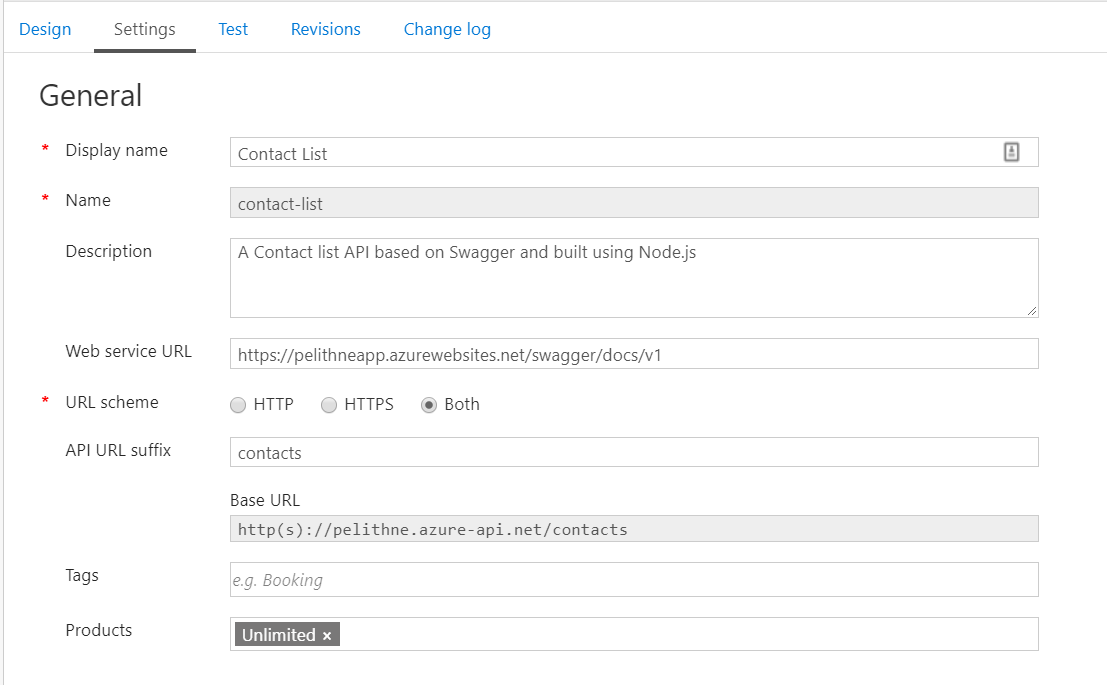 Design Settings Test Revisions Change log
General
* Display name Contact List
* Name contact-list
Description A Contact list API based on Swagger and built using Node.js
Web service URL https://pelithneapp.azurewebsites.net/swagger/docs/v1
* URL scheme HTTP HTTPS Both
API URL suffix contacts
Base URL
http(s)://pelithne.azure-api.net/contacts
Tags e.g. Booking
Products Unlimited ×